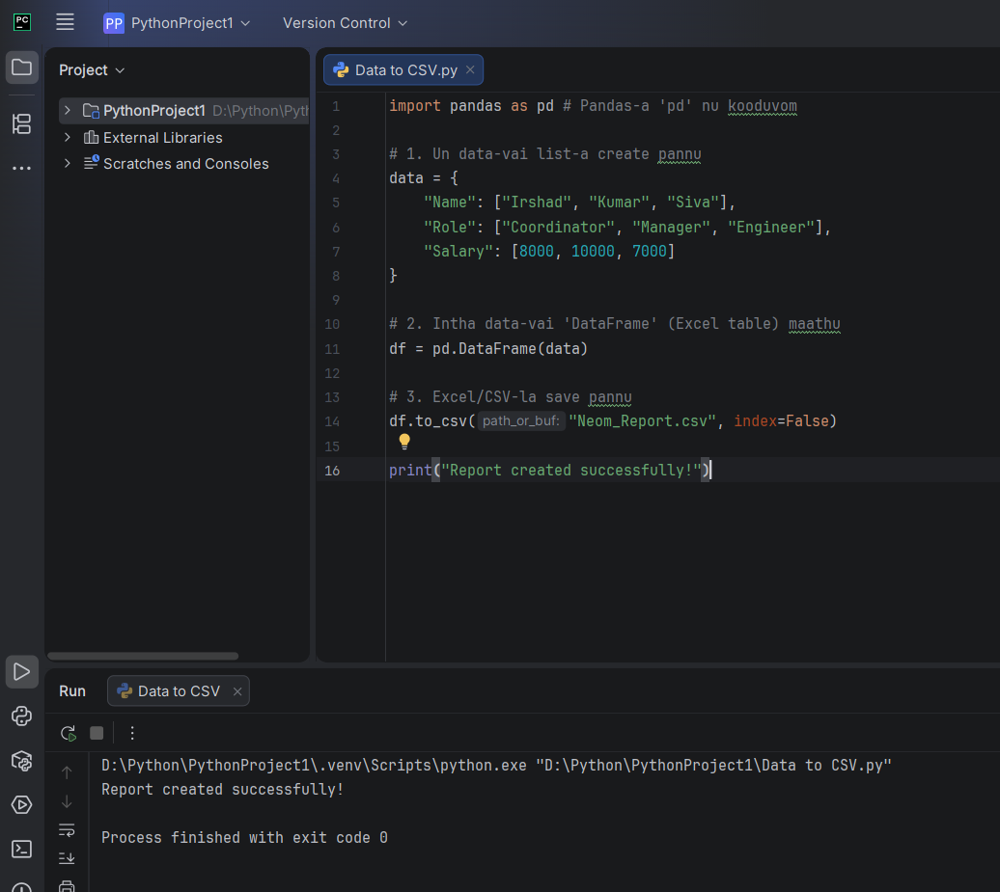 PC
PP PythonProject1 Version Control
Project
PythonProject1 D:\Python\Pyth
External Libraries
Scratches and Consoles
Data to CSV.py
1 import pandas as pd # Pandas-a 'pd' nu kooduvom
2
3 # 1. Un data-vai list-a create pannu
4 data = {
5 "Name": ["Irshad", "Kumar", "Siva"],
6 "Role": ["Coordinator", "Manager", "Engineer"],
7 "Salary": [8000, 10000, 7000]
8 }
9
10 # 2. Intha data-vai 'DataFrame' (Excel table) maathu
11 df = pd.DataFrame(data)
12
13 # 3. Excel/CSV-la save pannu
14 df.to_csv( path_or_buf: "Neom_Report.csv", index=False)
15
16 print("Report created successfully!")
Run Data to CSV
D:\Python\PythonProject1\.venv\Scripts\python.exe "D:\Python\PythonProject1\Data to CSV.py"
Report created successfully!
Process finished with exit code 0